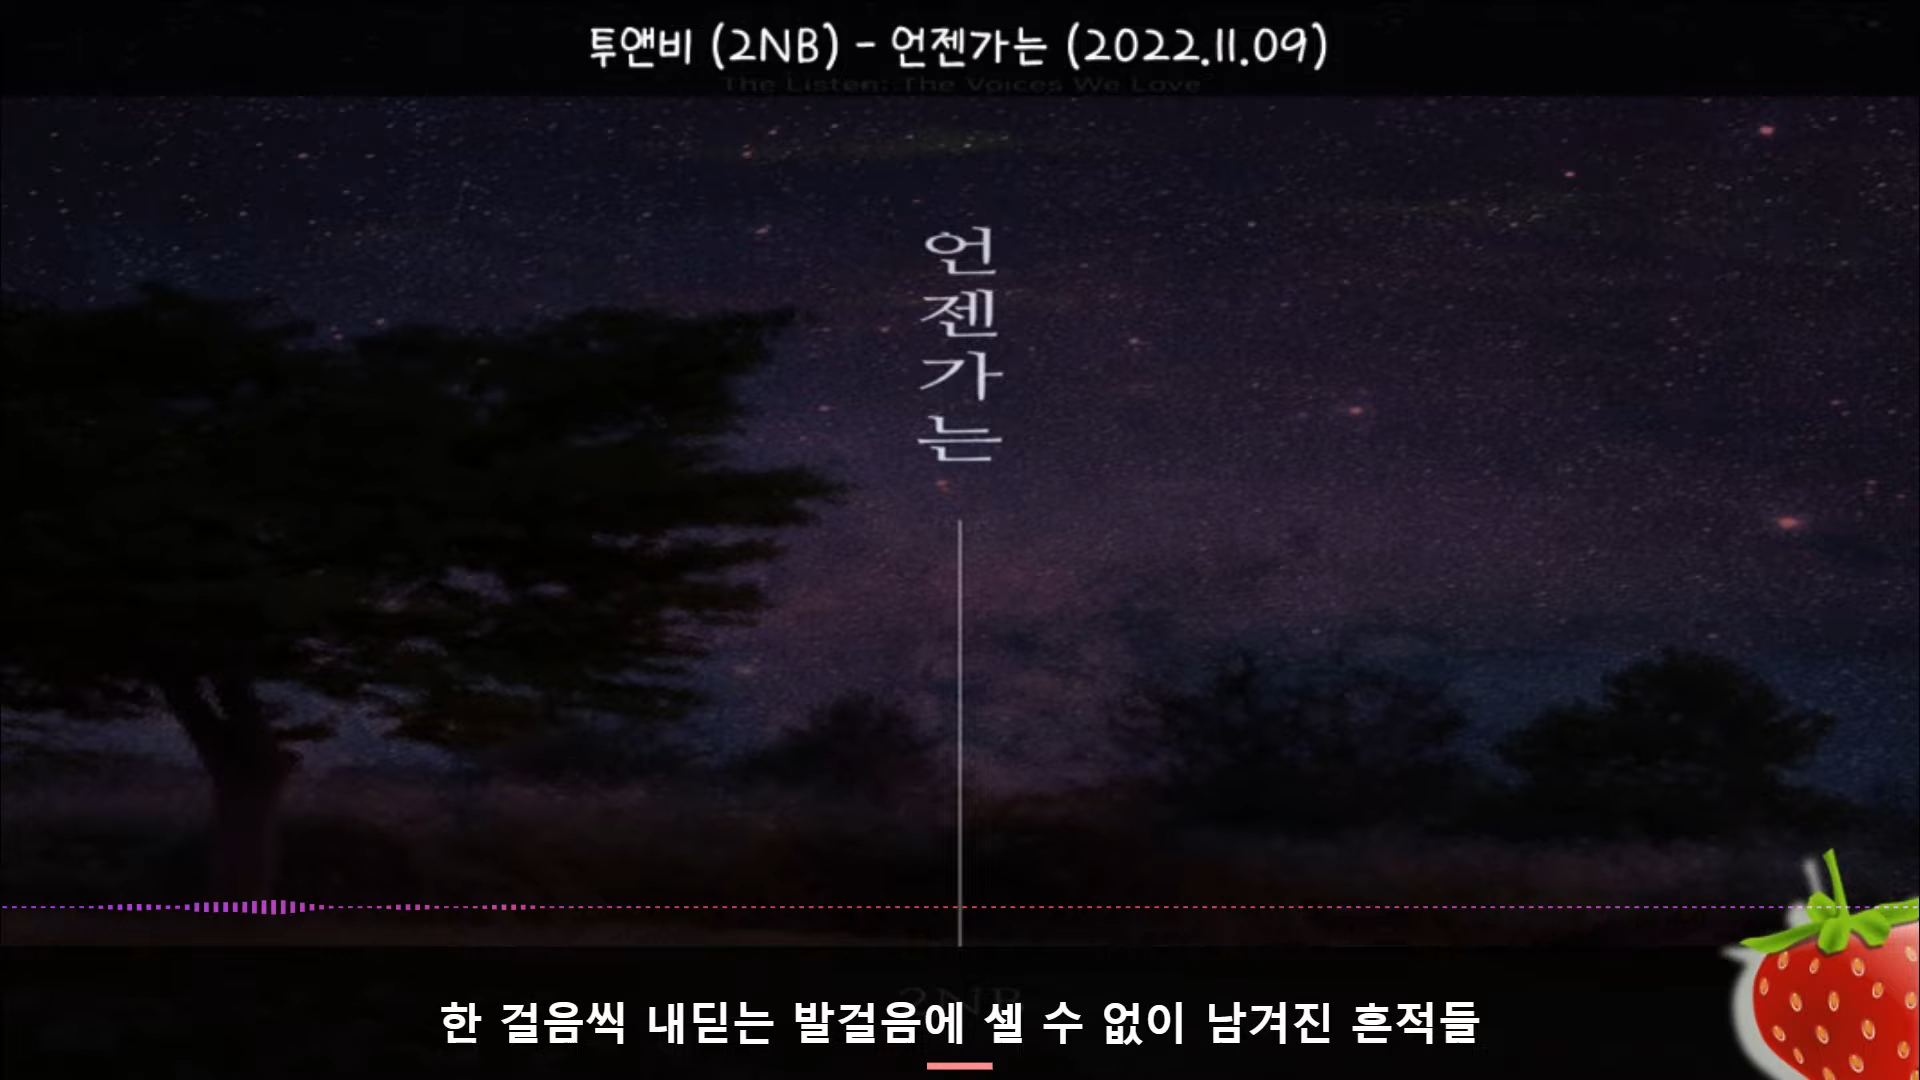 투앤비 (2NB) - 언젠가는 (2022.11.09)
The Listen: The Voices We Love
언젠가는
2NB
한 걸음씩 내딛는 발걸음에 셀 수 없이 남겨진 흔적들